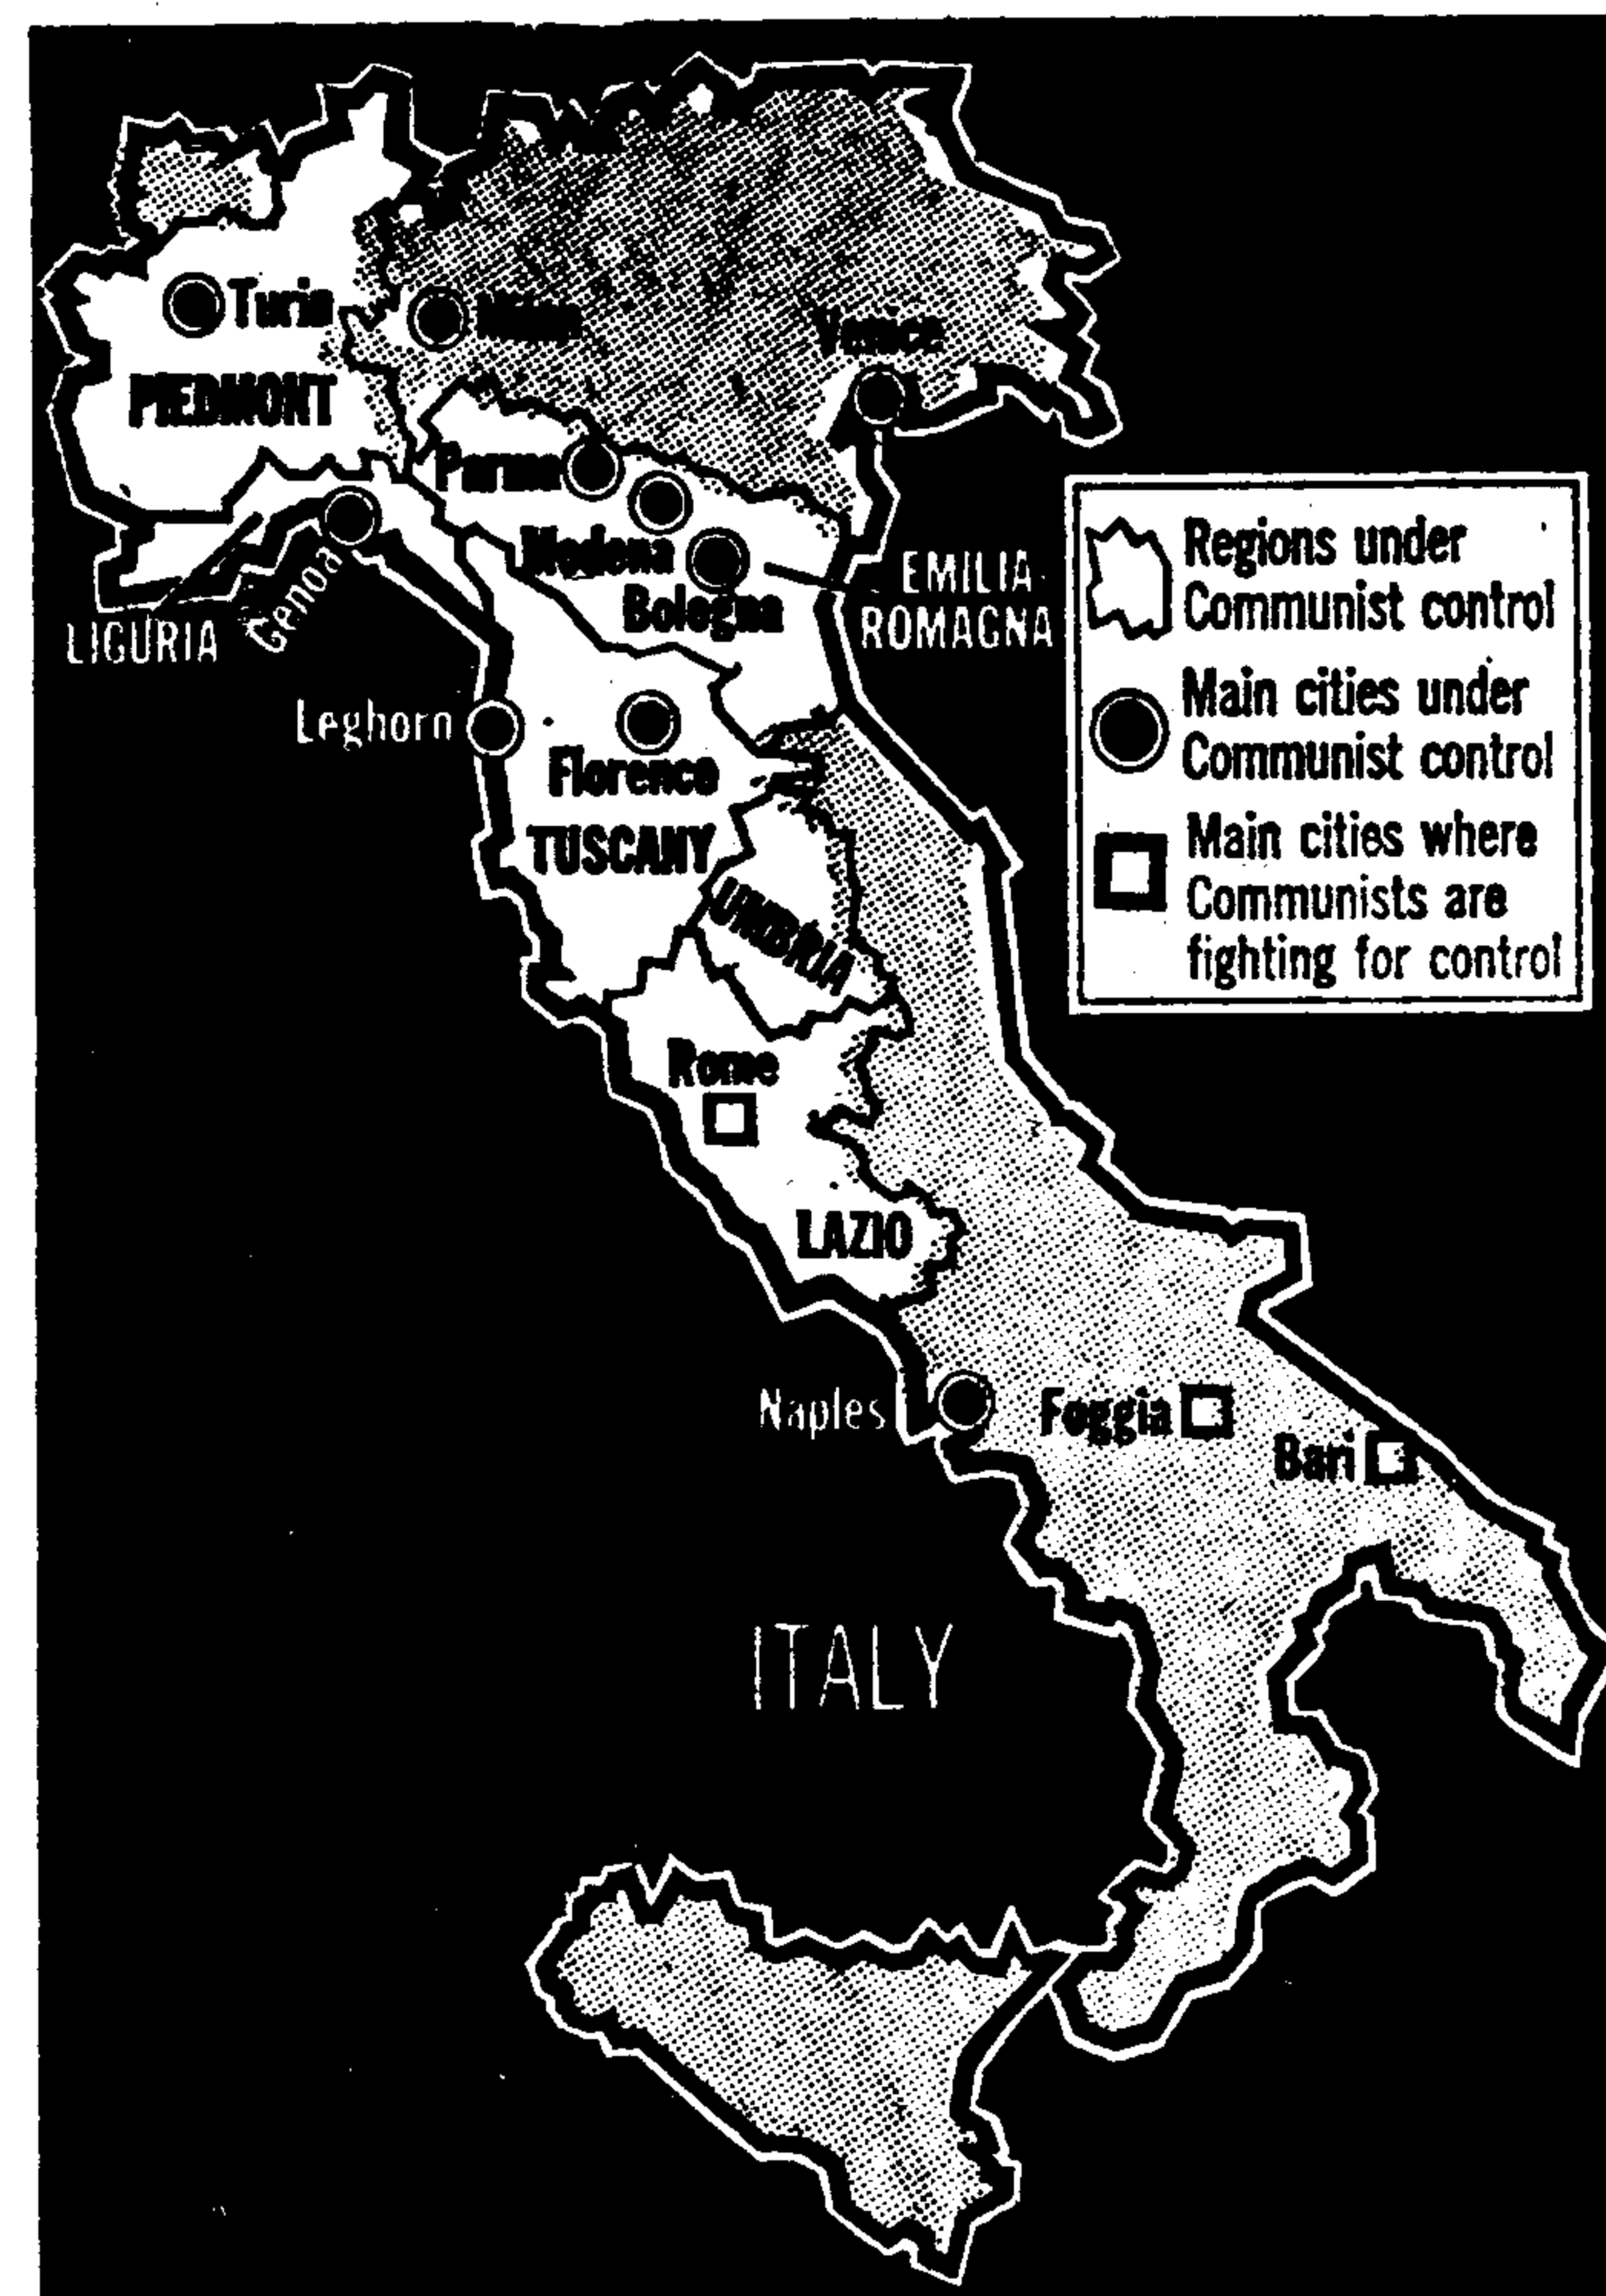 Turin
Milan
Venice
PIEDMONT
Parma
Modena
Bologna
EMILIA
ROMAGNA
LIGURIA
Genoa
Leghorn
Florence
TUSCANY
UMBRIA
Rome
LAZIO
Naples
Foggia
Bari
ITALY
Regions under
Communist control
Main cities under
Communist control
Main cities where
Communists are
fighting for control